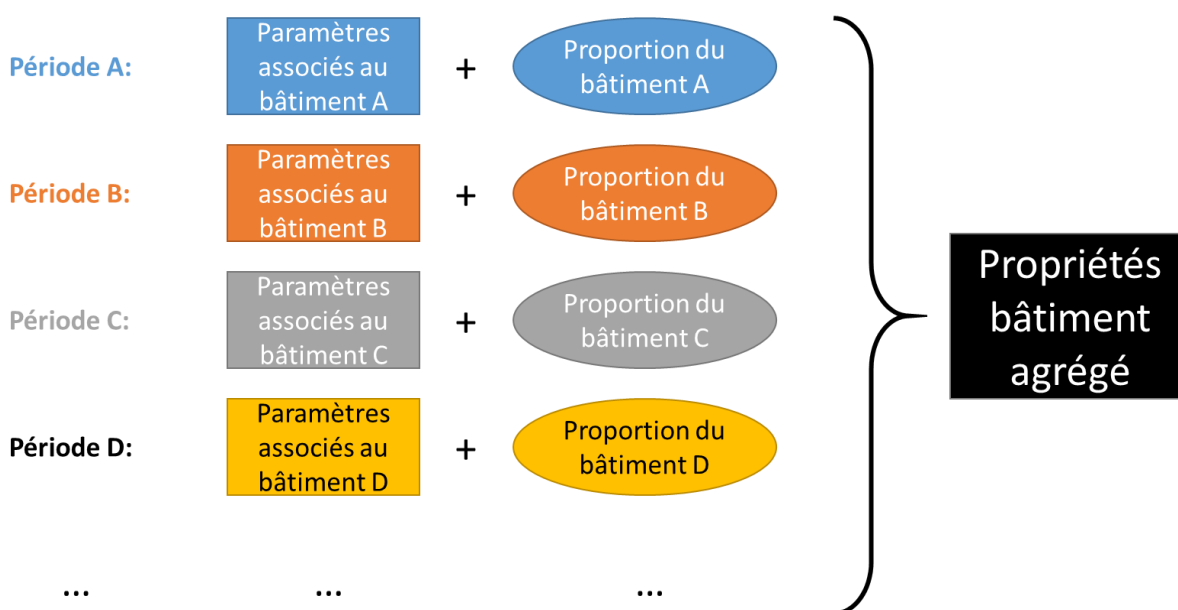 Période A:
Paramètres
associés au
bâtiment A
+
Proportion du
bâtiment A
Période B:
Paramètres
associés au
bâtiment B
+
Proportion du
bâtiment B
Période C:
Paramètres
associés au
bâtiment C
+
Proportion du
bâtiment C
Période D:
Paramètres
associés au
bâtiment D
+
Proportion du
bâtiment D
...
...
...
Propriétés
bâtiment
agrégé